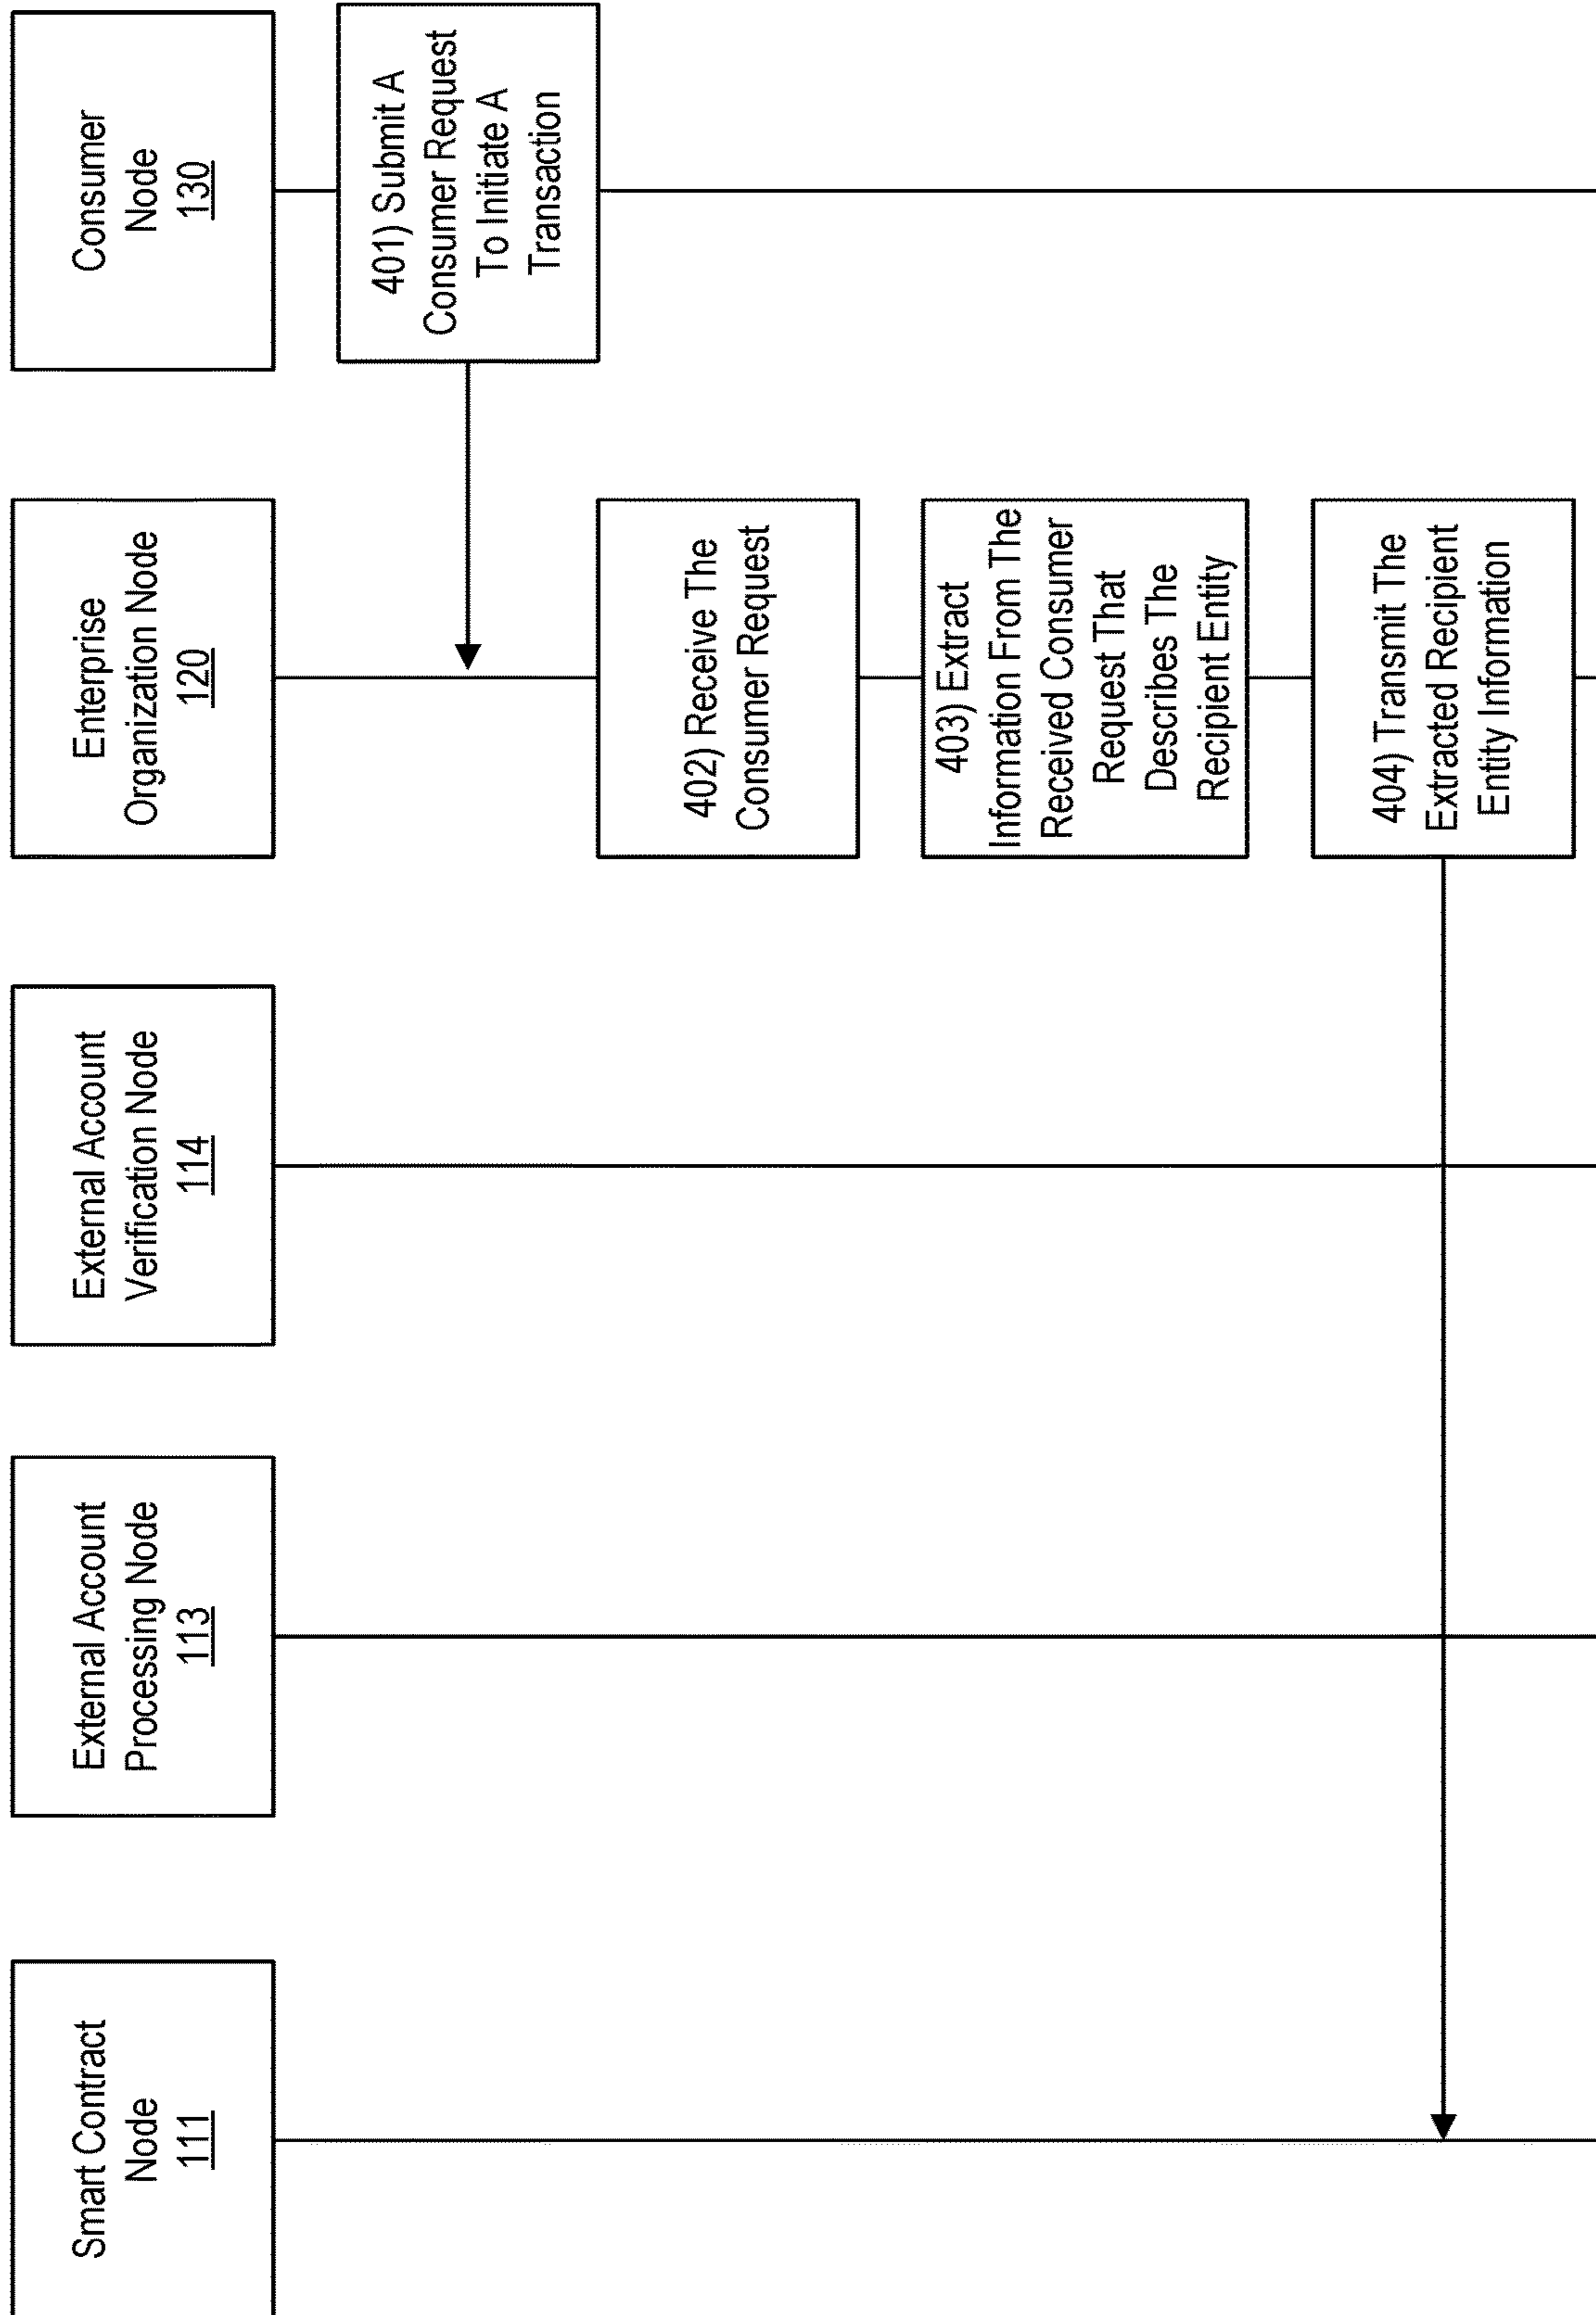 Smart Contract
Node
111
External Account
Processing Node
113
External Account
Verification Node
114
Enterprise
Organization Node
120
Consumer
Node
130
401) Submit A
Consumer Request
To Initiate A
Transaction
402) Receive The
Consumer Request
403) Extract
Information From The
Received Consumer
Request That
Describes The
Recipient Entity
404) Transmit The
Extracted Recipient
Entity Information